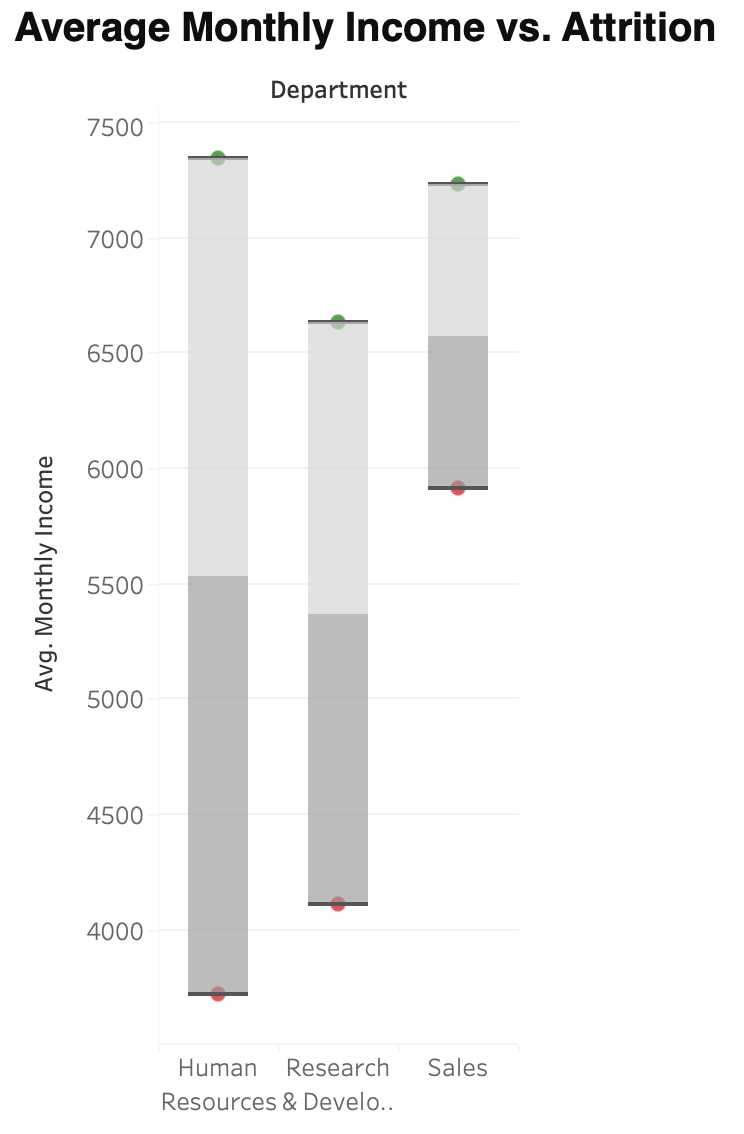 Average Monthly Income vs. Attrition
Department
7500
7000
6500
6000
5500
5000
4500
4000
Avg. Monthly Income
Human Resources
Research & Develo..
Sales